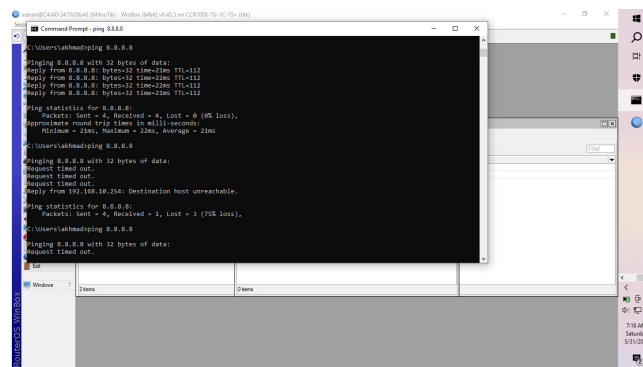 admin@C4:AD:34:18:D6:AE (MikroTik) - WinBox (64bit) v6.45.3 on CCR1009-7G-1C-1S+ (tile)
Command Prompt - ping 8.8.8.8
C:\Users\akhmad>ping 8.8.8.8
Pinging 8.8.8.8 with 32 bytes of data:
Reply from 8.8.8.8: bytes=32 time=21ms TTL=112
Reply from 8.8.8.8: bytes=32 time=22ms TTL=112
Reply from 8.8.8.8: bytes=32 time=22ms TTL=112
Reply from 8.8.8.8: bytes=32 time=21ms TTL=112
Ping statistics for 8.8.8.8:
Packets: Sent = 4, Received = 4, Lost = 0 (0% loss),
Approximate round trip times in milli-seconds:
Minimum = 21ms, Maximum = 22ms, Average = 21ms
C:\Users\akhmad>ping 8.8.8.8
Pinging 8.8.8.8 with 32 bytes of data:
Request timed out.
Request timed out.
Request timed out.
Reply from 192.168.10.254: Destination host unreachable.
Ping statistics for 8.8.8.8:
Packets: Sent = 4, Received = 1, Lost = 3 (75% loss),
C:\Users\akhmad>ping 8.8.8.8
Pinging 8.8.8.8 with 32 bytes of data:
Request timed out.
Find
Exit
Windows
2 items
0 items
RouterOS WinBox
7:16 AM
Saturd
5/31/20